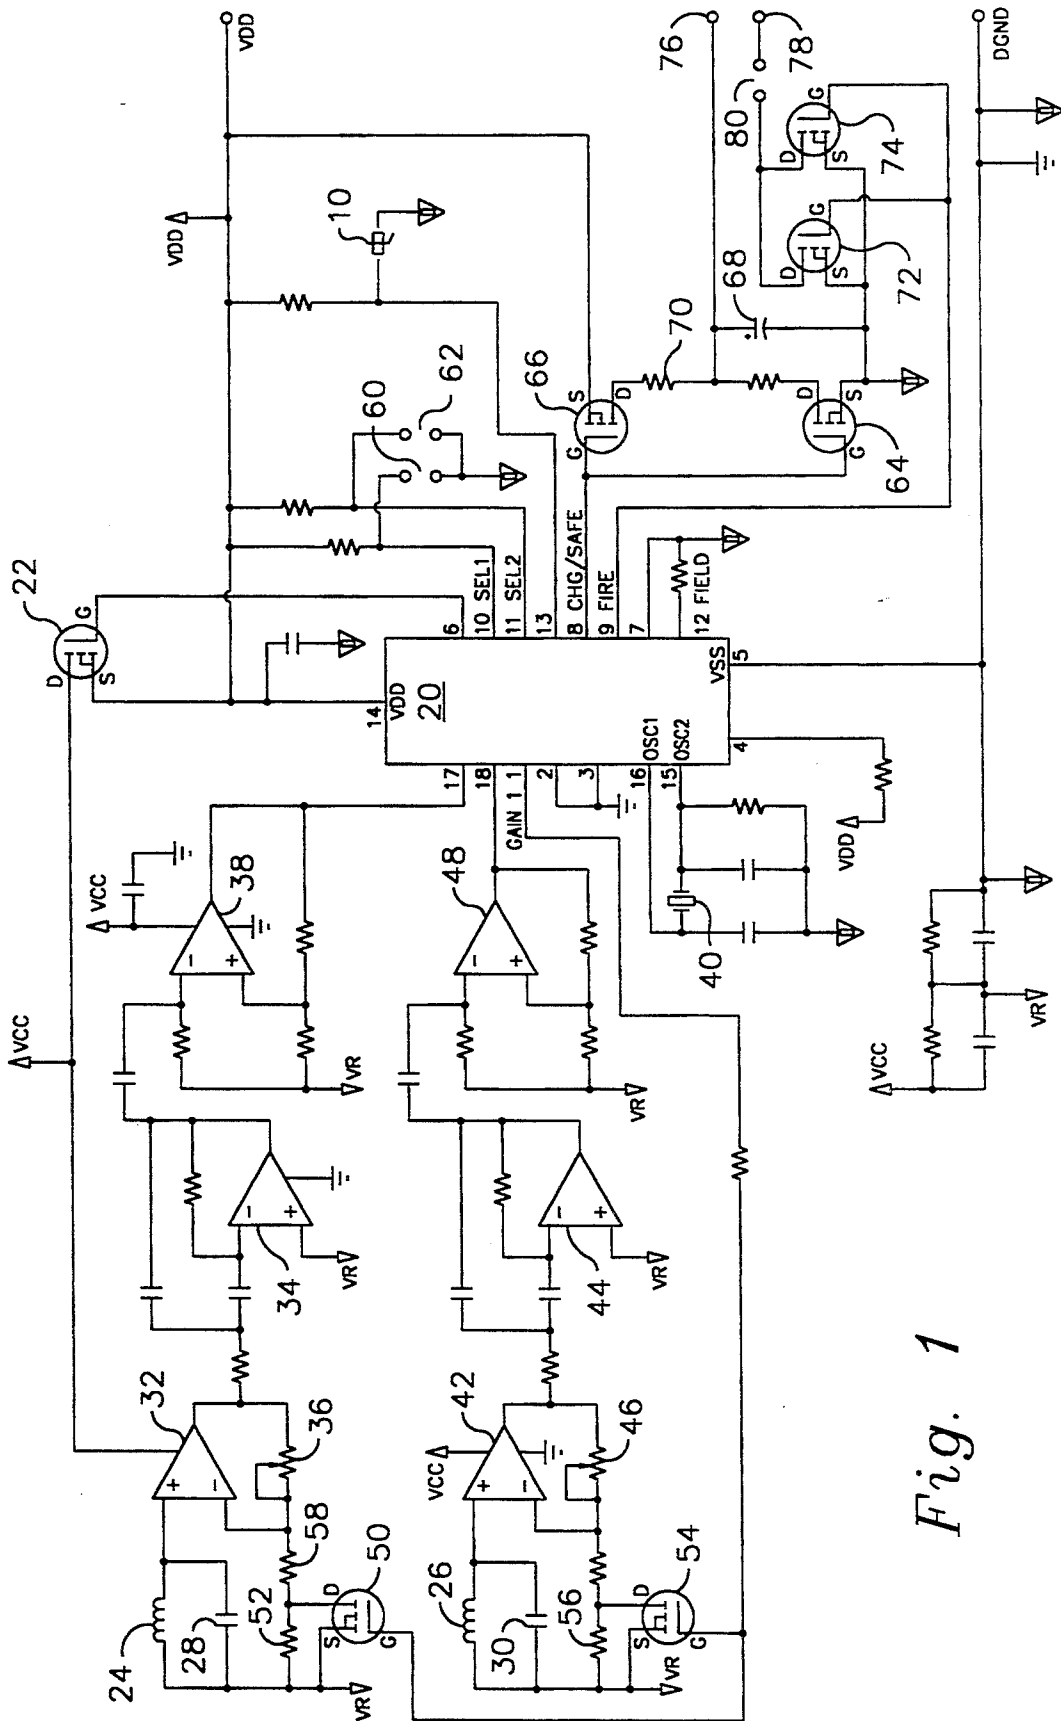 VCC
22
VDD
VDD
D
G
S
24
28
52
VR
58
S
D
G
50
+
-
32
36
34
-
+
VR
VCC
38
-
+
VR
26
30
56
VR
S
D
G
54
VCC
42
+
-
46
44
-
+
VR
48
-
+
VR
17
18
GAIN 1 1
2
3
16 OSC1
15 OSC2
40
VDD
4
14
VDD
20
VSS
5
6
10 SEL1
11 SEL2
13
8 CHG/SAFE
9 FIRE
7
12 FIELD
60
62
10
66
S
G
D
70
68
D
S
G
64
76
80
78
D
G
S
72
D
G
S
74
VCC
VR
DGND
Fig. 1